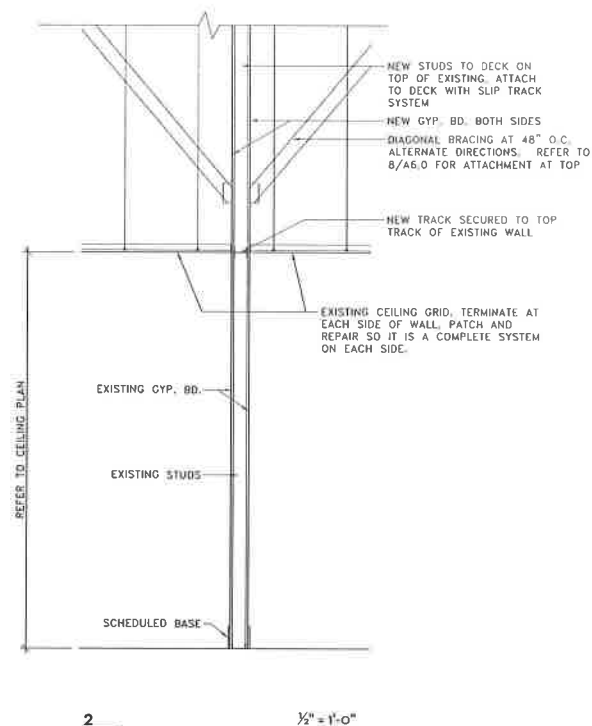 NEW STUDS TO DECK ON
TOP OF EXISTING. ATTACH
TO DECK WITH SLIP TRACK
SYSTEM
NEW GYP. BD. BOTH SIDES
DIAGONAL BRACING AT 48" O.C.
ALTERNATE DIRECTIONS. REFER TO
8/A6.0 FOR ATTACHMENT AT TOP
NEW TRACK SECURED TO TOP
TRACK OF EXISTING WALL
EXISTING CEILING GRID, TERMINATE AT
EACH SIDE OF WALL, PATCH AND
REPAIR SO IT IS A COMPLETE SYSTEM
ON EACH SIDE.
EXISTING GYP. BD.
REFER TO CEILING PLAN
EXISTING STUDS
SCHEDULED BASE
2
½" = 1'-0"